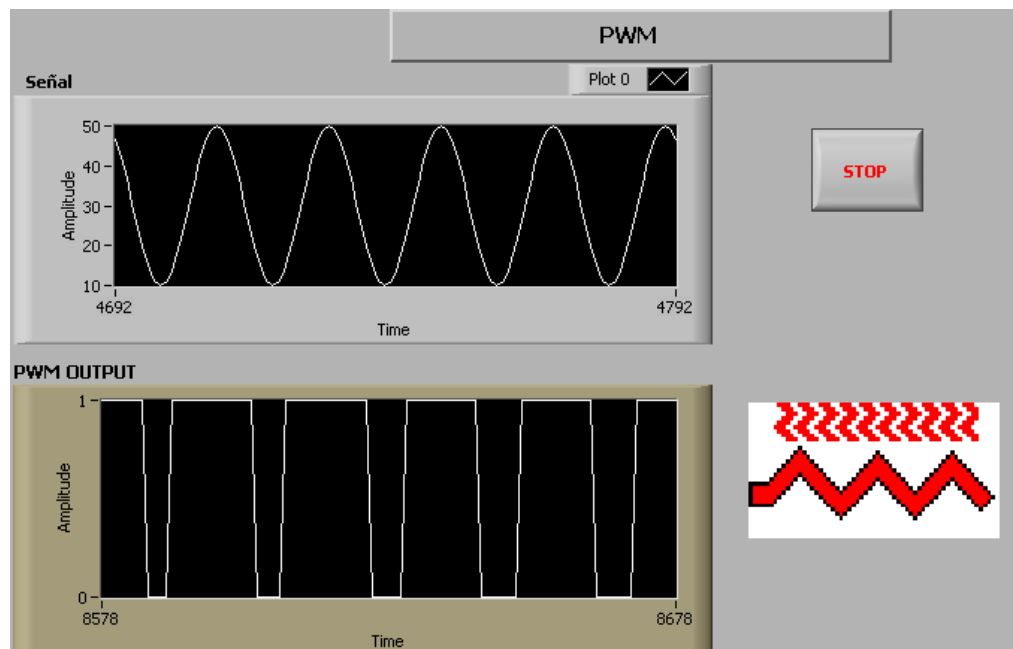 PWM
Señal
Plot 0
50
40
30
20
10
Amplitude
4692
4792
Time
STOP
PWM OUTPUT
1
0
Amplitude
8578
8678
Time